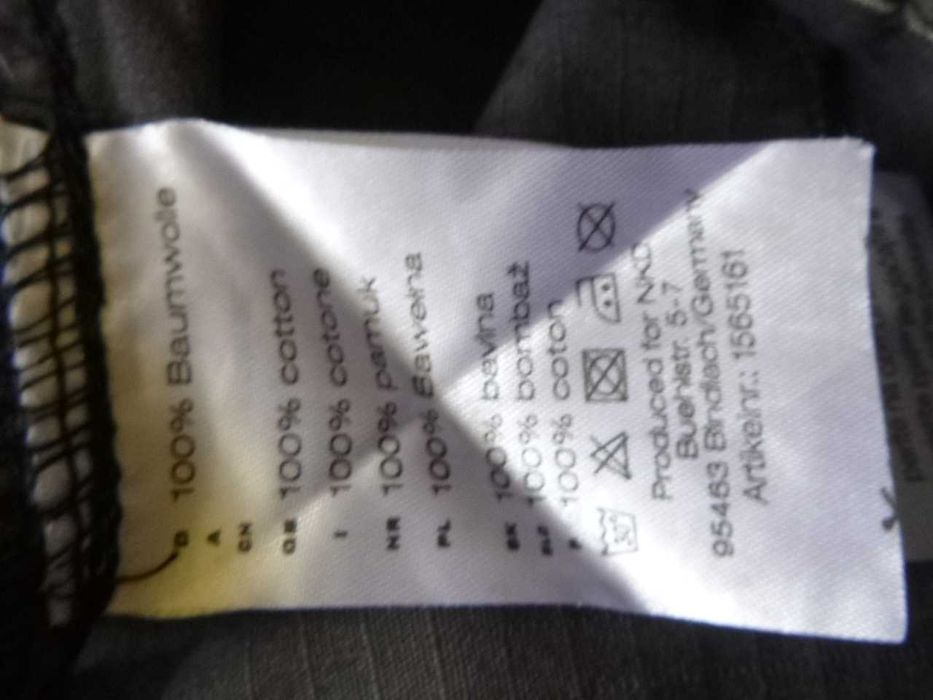 D 100% Baumwolle
A
CH
GB 100% cotton
I 100% cotone
HR 100% pamuk
PL 100% Bawełna
SK 100% bavlna
SLO 100% bombaž
100% coton
30°
Produced for NKD
Buehlstr. 5-7
95463 Bindlach/Germany
Artikelnr.: 1565161